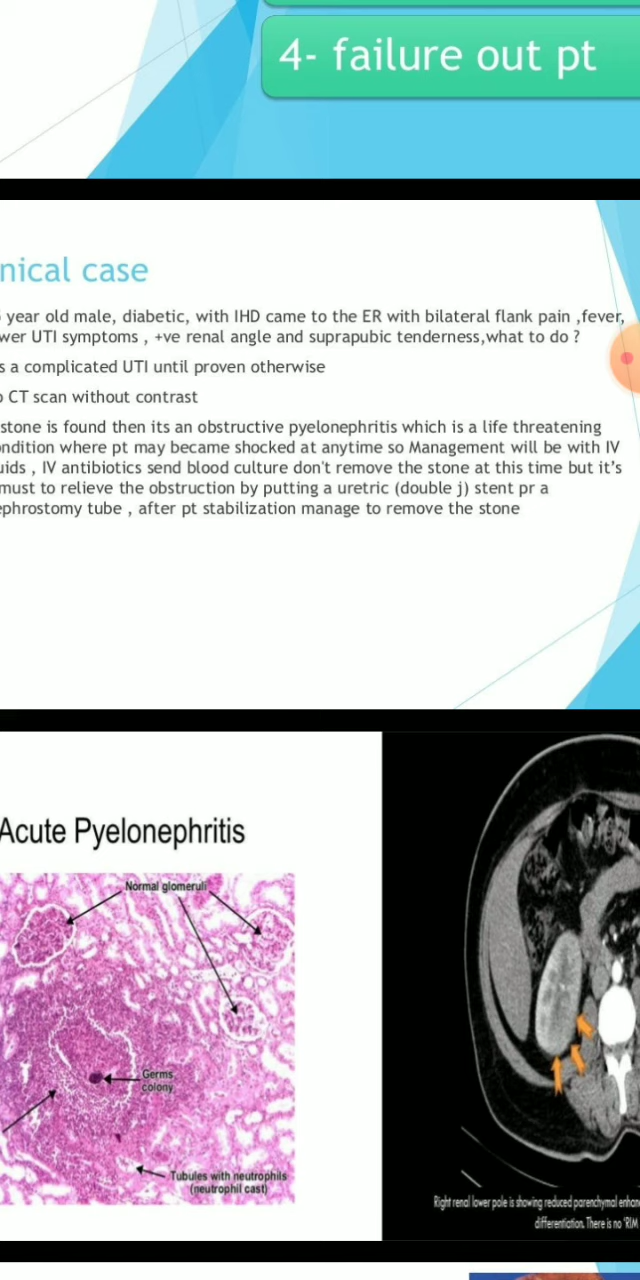 4- failure out pt
nical case
year old male, diabetic, with IHD came to the ER with bilateral flank pain ,fever,
wer UTI symptoms , +ve renal angle and suprapubic tenderness,what to do ?
s a complicated UTI until proven otherwise
o CT scan without contrast
stone is found then its an obstructive pyelonephritis which is a life threatening
ondition where pt may became shocked at anytime so Management will be with IV
uids , IV antibiotics send blood culture don't remove the stone at this time but it's
must to relieve the obstruction by putting a uretric (double j) stent pr a
ephrostomy tube , after pt stabilization manage to remove the stone
Acute Pyelonephritis
Normal glomeruli
Germs
colony
Tubules with neutrophils
(neutrophil cast)
Right renal lower pole is showing reduced parenchymal enhan
differentiation. There is no 'RIM